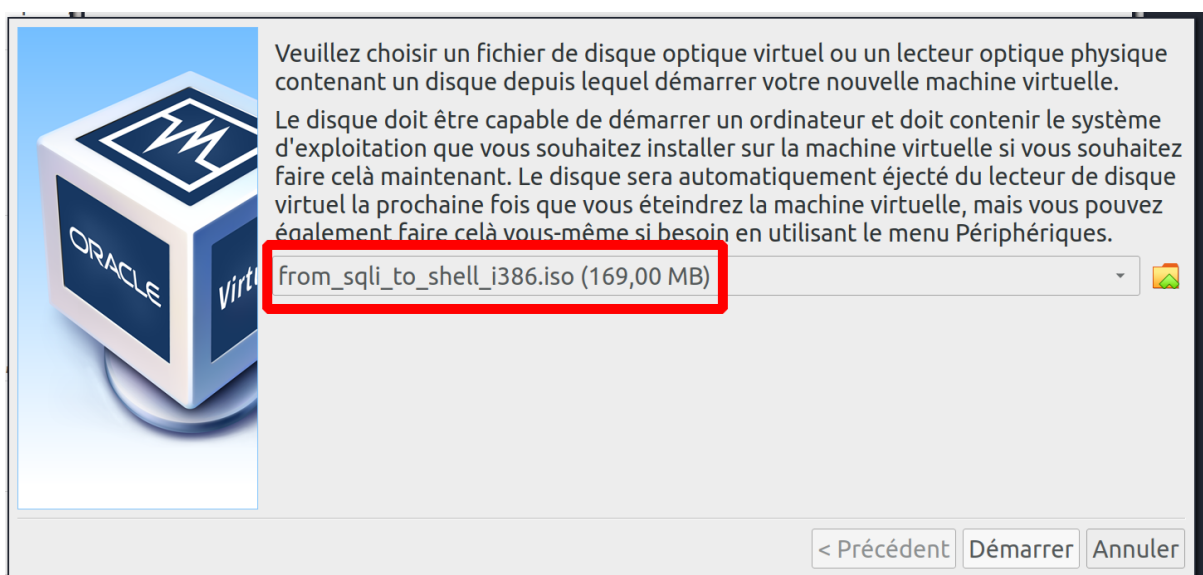 Veuillez choisir un fichier de disque optique virtuel ou un lecteur optique physique
contenant un disque depuis lequel démarrer votre nouvelle machine virtuelle.
Le disque doit être capable de démarrer un ordinateur et doit contenir le système
d'exploitation que vous souhaitez installer sur la machine virtuelle si vous souhaitez
faire celà maintenant. Le disque sera automatiquement éjecté du lecteur de disque
virtuel la prochaine fois que vous éteindrez la machine virtuelle, mais vous pouvez
également faire celà vous-même si besoin en utilisant le menu Périphériques.
ORACLE
Virt
from_sqli_to_shell_i386.iso (169,00 MB)
< Précédent Démarrer Annuler